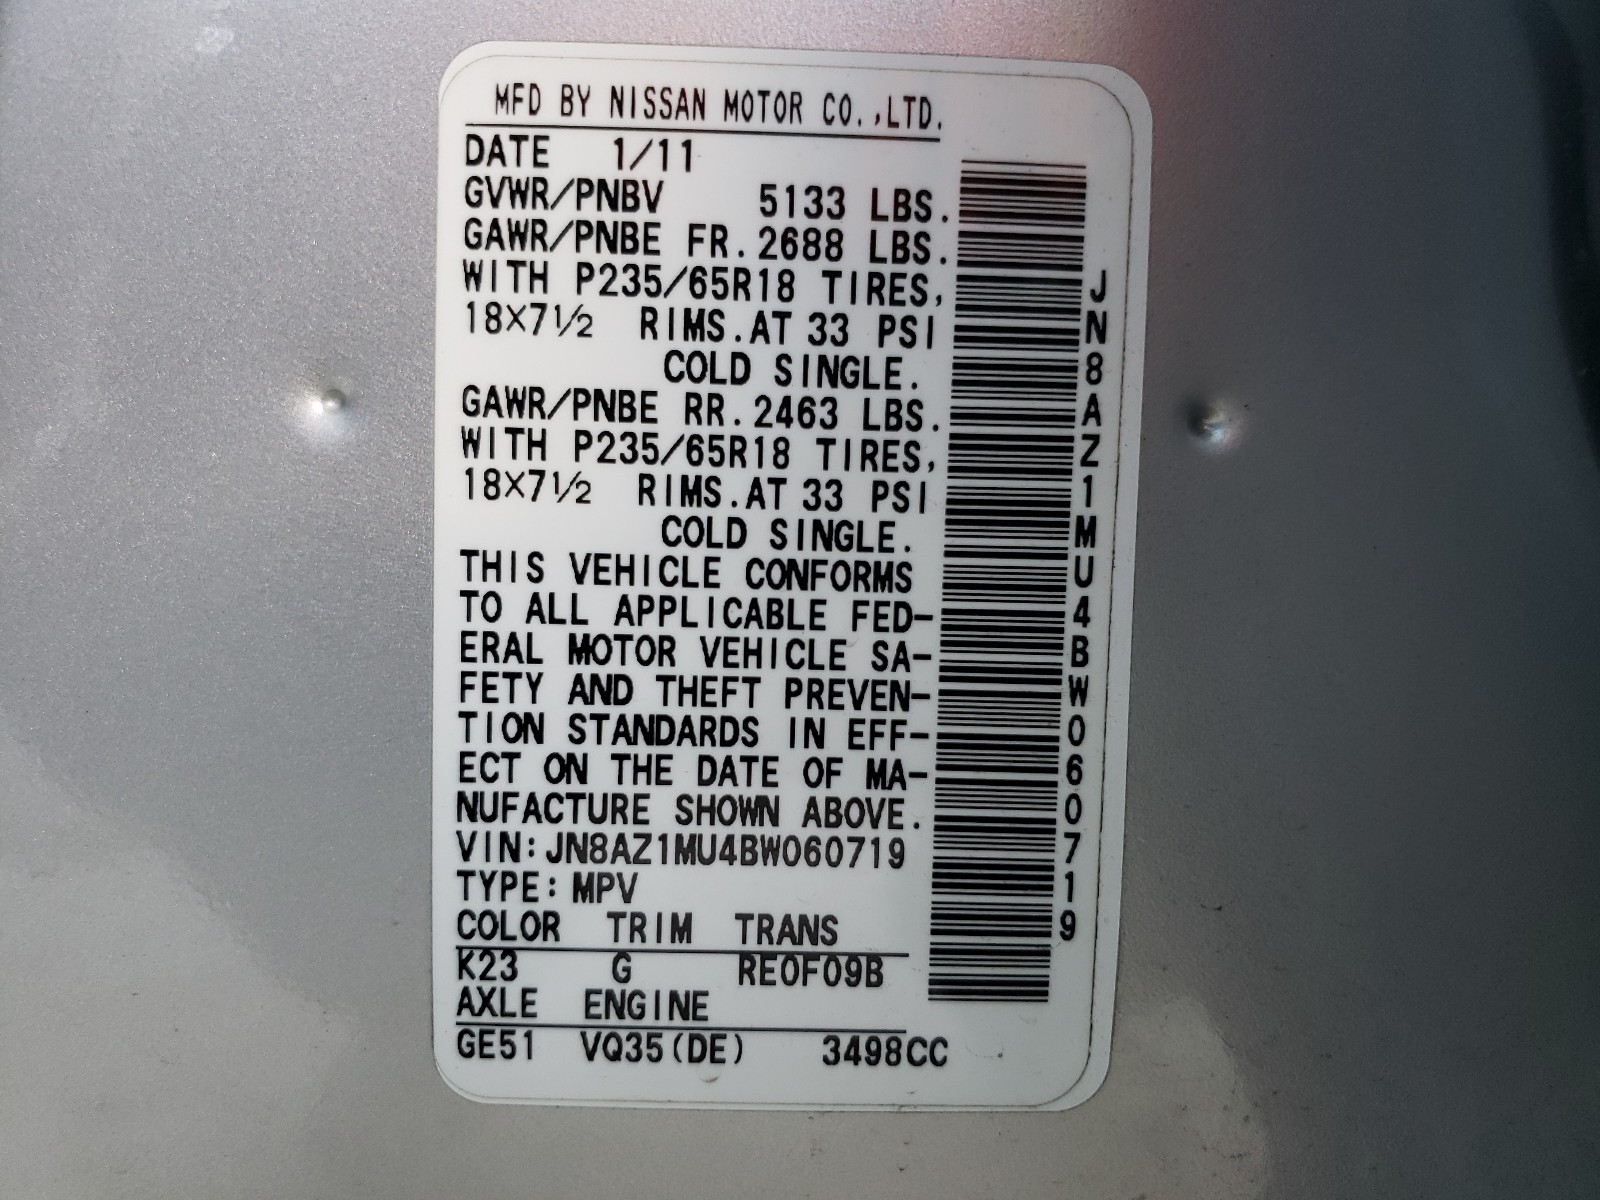 MFD BY NISSAN MOTOR CO.,LTD.
DATE 1/11
GVWR/PNBV 5133 LBS.
GAWR/PNBE FR. 2688 LBS.
WITH P235/65R18 TIRES,
18×7½ RIMS. AT 33 PSI
COLD SINGLE.
GAWR/PNBE RR. 2463 LBS.
WITH P235/65R18 TIRES,
18×7½ RIMS. AT 33 PSI
COLD SINGLE.
THIS VEHICLE CONFORMS
TO ALL APPLICABLE FED-
ERAL MOTOR VEHICLE SA-
FETY AND THEFT PREVEN-
TION STANDARDS IN EFF-
ECT ON THE DATE OF MA-
NUFACTURE SHOWN ABOVE.
VIN: JN8AZ1MU4BW060719
TYPE: MPV
COLOR TRIM TRANS
K23 G RE0F09B
AXLE ENGINE
GE51 VQ35(DE) 3498CC
JN8AZ1MU4BW060719